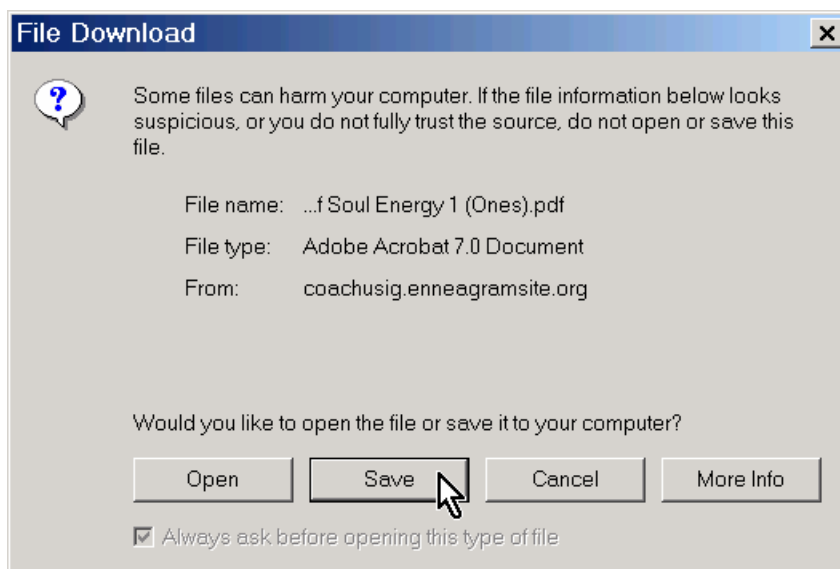 File Download
Some files can harm your computer. If the file information below looks
suspicious, or you do not fully trust the source, do not open or save this
file.
File name: ...f Soul Energy 1 (Ones).pdf
File type: Adobe Acrobat 7.0 Document
From: coachusig.enneagramsite.org
Would you like to open the file or save it to your computer?
Open Save Cancel More Info
Always ask before opening this type of file